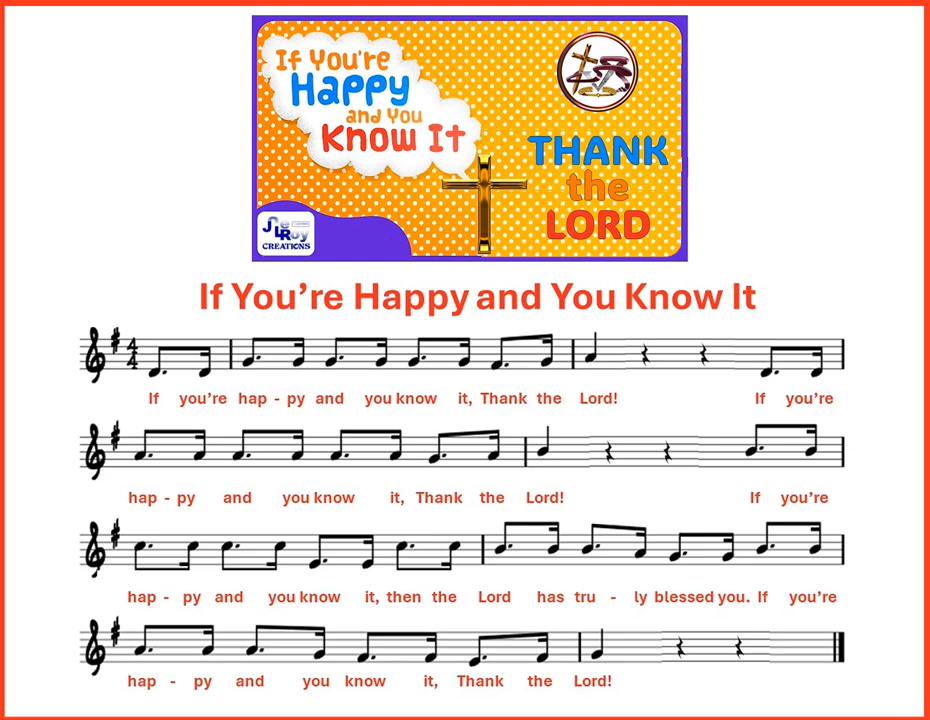 If You're
Happy
and You
Know It
THANK
the
LORD
JoeLRoy
CREATIONS
If You’re Happy and You Know It
4
4
If you’re hap - py and you know it, Thank the Lord! If you’re
hap - py and you know it, Thank the Lord! If you’re
hap - py and you know it, then the Lord has tru - ly blessed you. If you’re
hap - py and you know it, Thank the Lord!